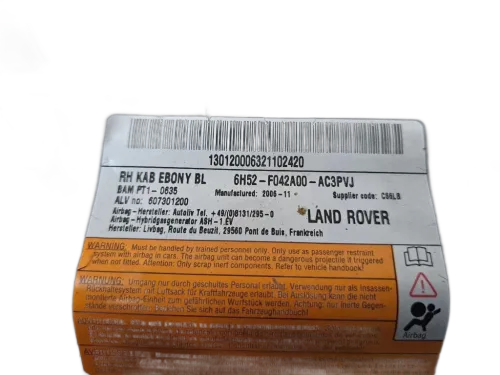 130120006321102420
RH KAB EBONY BL 6H52 - F042A00 - AC3PVJ
BAM PT1 - 0635 Manufactured: 2006-11 Supplier code:
ALV no: 607301200
Airbag - Hersteller: Autoliv Tel. +49/(0)8131/295-0 LAND ROVER
Airbag - Hybridgasgenerator ASH-1.EV
Hersteller: Livbag, Route du Beuzit, 29590 Pont de Buis, Frankreich
WARNING: Must be handled by trained personnel only. Only use as passenger restraint
system with airbag in cars. The airbag unit can become a dangerous projectile if triggered
when not fitted. Attention: Only scrap inert components. Refer to vehicle handbook!
WARNUNG: Umgang nur durch geschultes Personal erlaubt. Verwendung nur als Insassen-
Rückhaltesystem mit Luftsack für Kraftfahrzeuge erlaubt. Bei Auslösung kann die nicht
montierte Airbag-Einheit zum gefährlichen Wurfstück werden. Achtung: Nur inerte Gegen-
stände verschrotten. Beziehen Sie sich auf das Fahrzeughandbuch!
Airbag